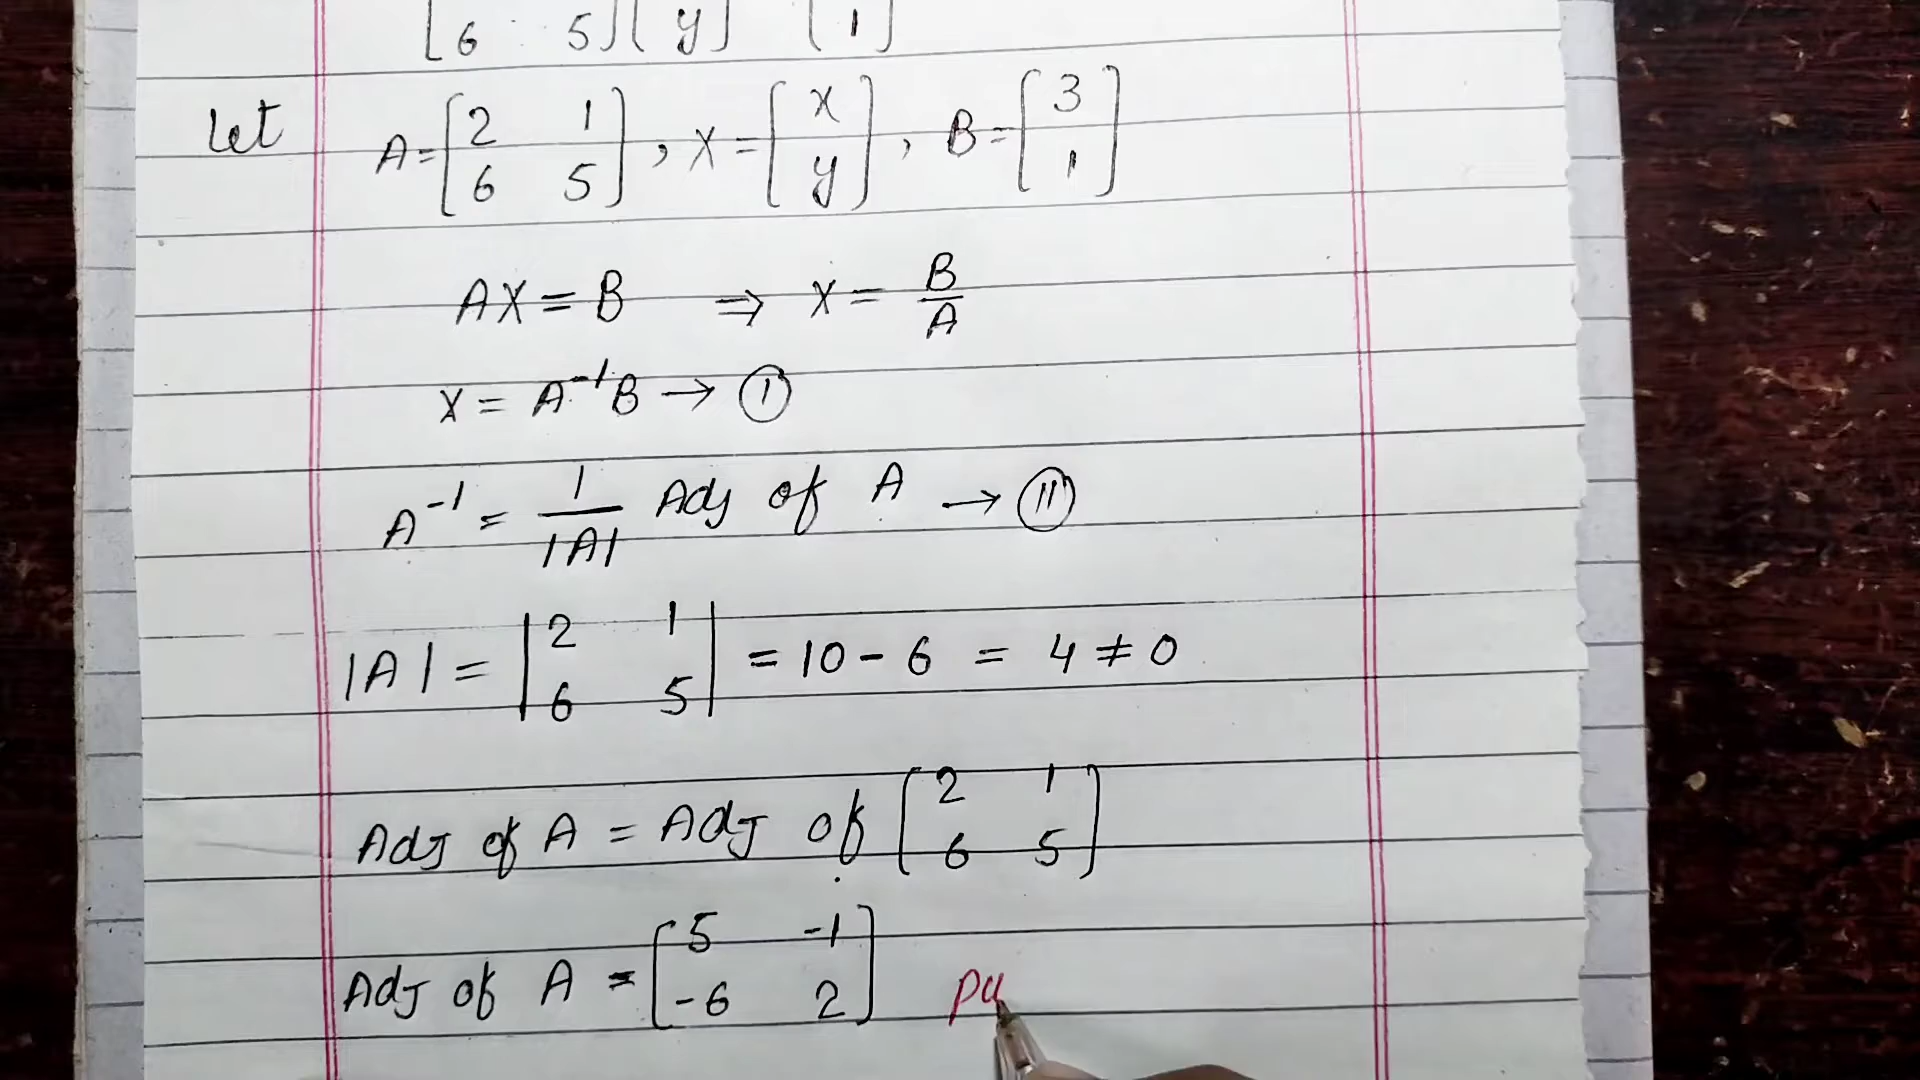 [6 5][y] [1]
Let A = [2 1; 6 5], X = [x; y], B = [3; 1]
AX = B ⇒ X = B/A
X = A⁻¹B → (I)
A⁻¹ = 1/|A| Adj of A → (II)
|A| = |2 1; 6 5| = 10 - 6 = 4 ≠ 0
Adj of A = Adj of [2 1; 6 5]
Adj of A = [5 -1; -6 2] Pu